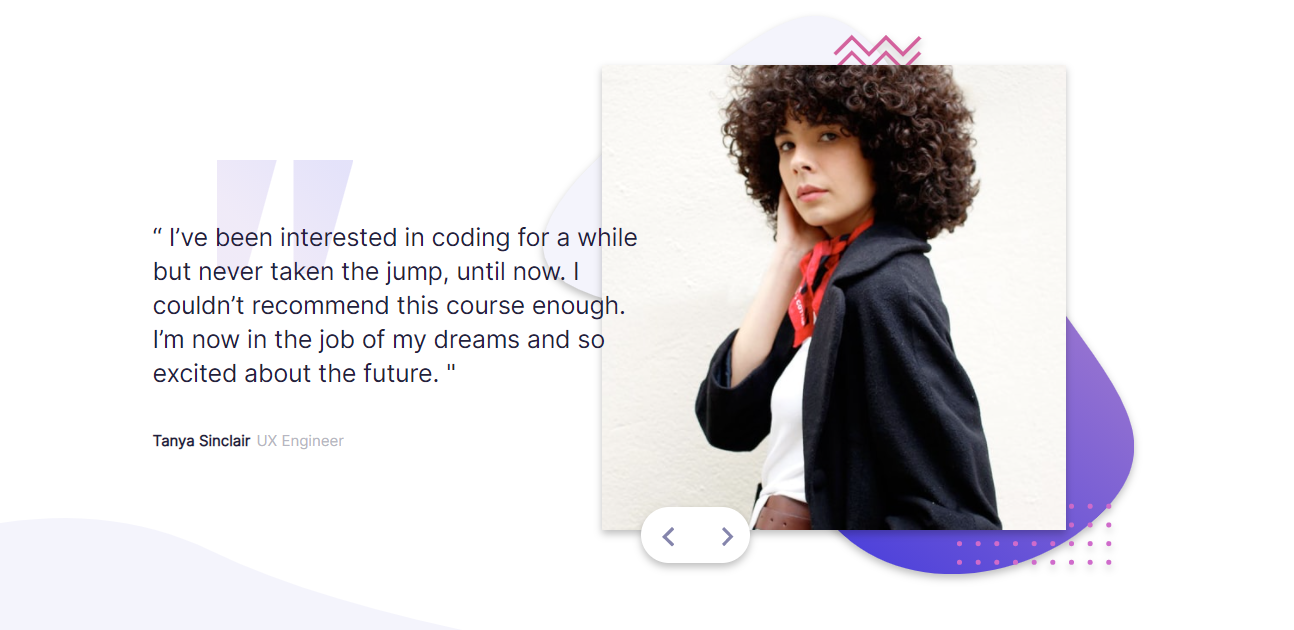 “ I’ve been interested in coding for a while
but never taken the jump, until now. I
couldn’t recommend this course enough.
I’m now in the job of my dreams and so
excited about the future. "
Tanya Sinclair UX Engineer